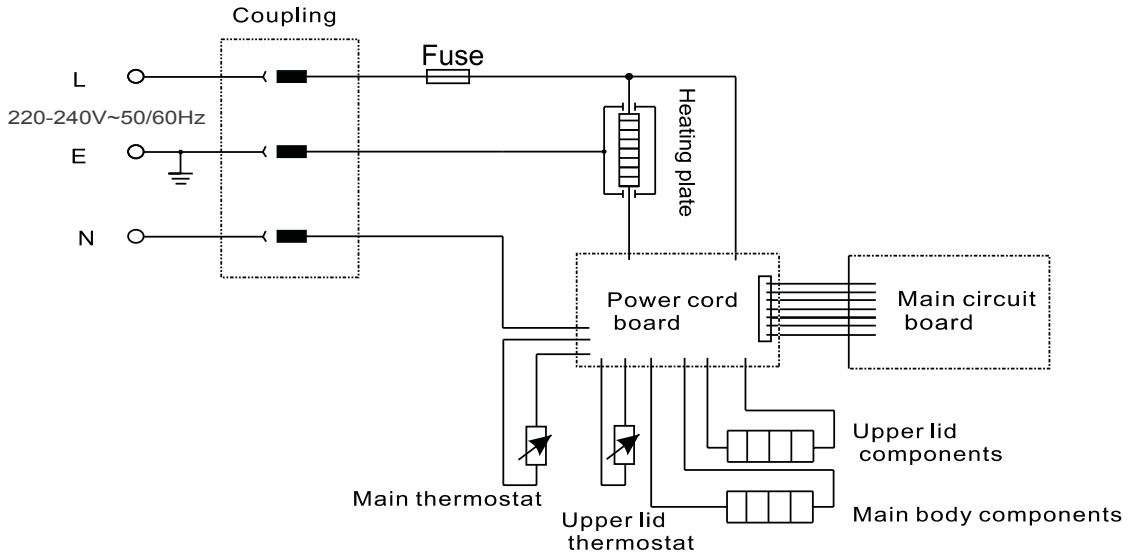 Coupling
Fuse
L
220-240V~50/60Hz
E
N
Heating plate
Power cord
board
Main circuit
board
Upper lid
components
Main thermostat
Upper lid
thermostat
Main body components